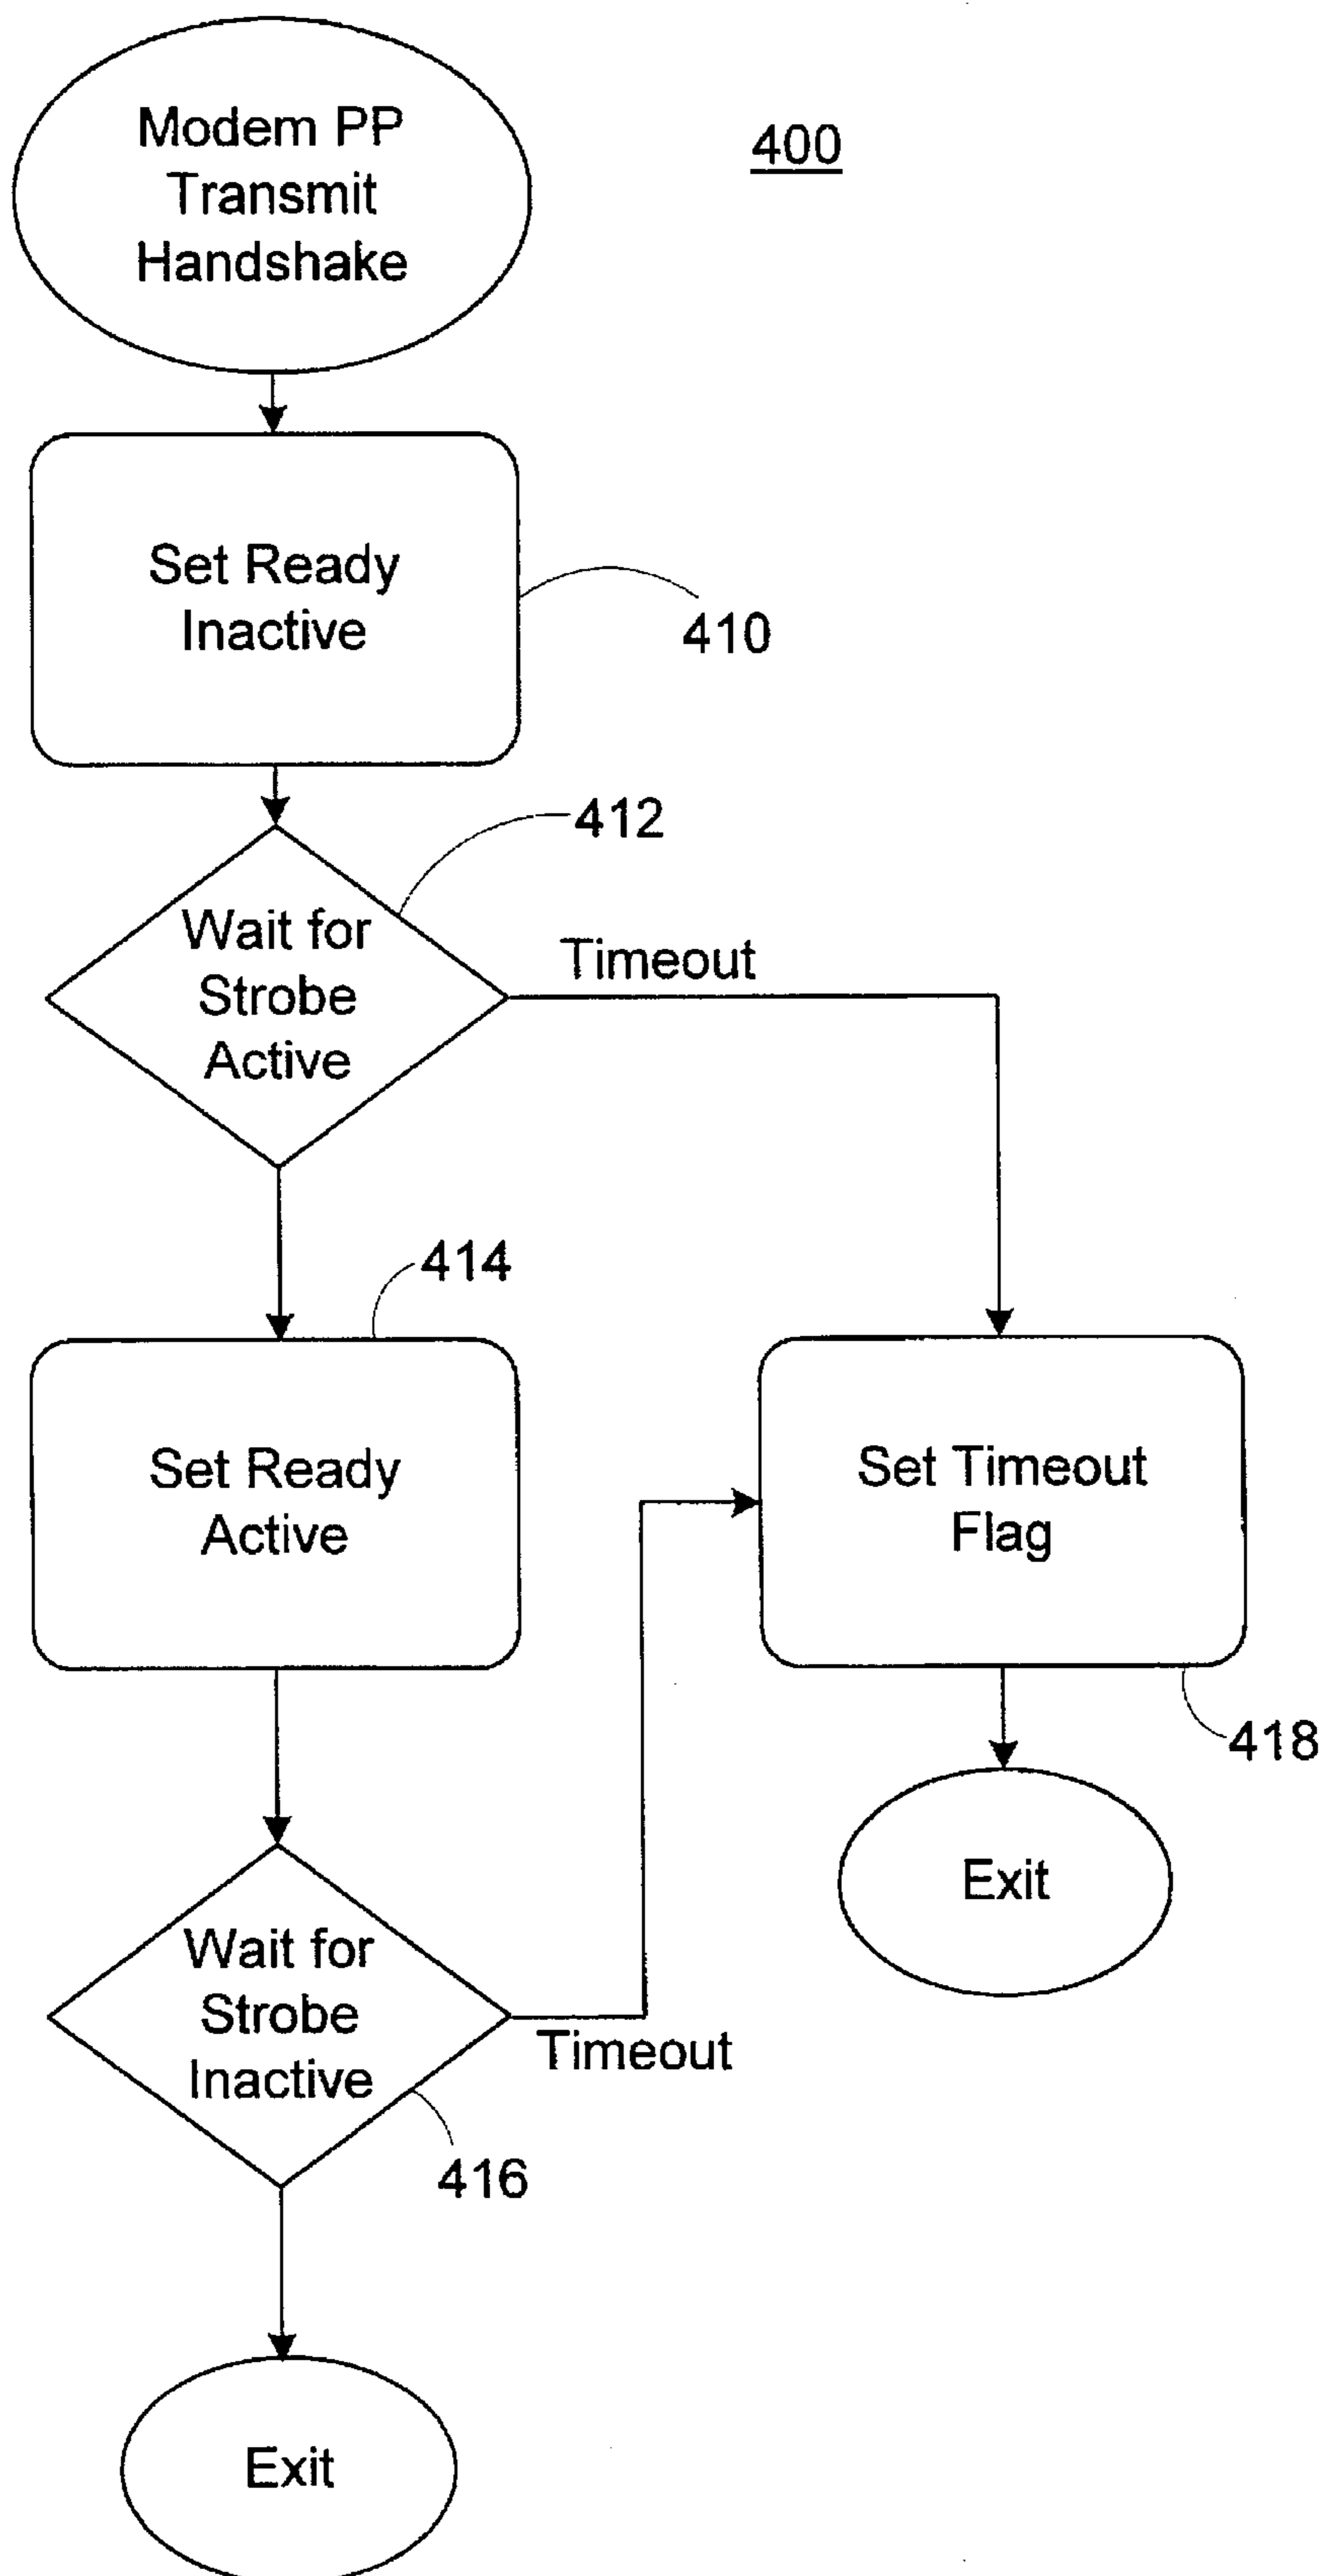 Modem PP
Transmit
Handshake
400
Set Ready
Inactive
410
412
Wait for
Strobe
Active
Timeout
414
Set Ready
Active
Set Timeout
Flag
418
Exit
Wait for
Strobe
Inactive
Timeout
416
Exit